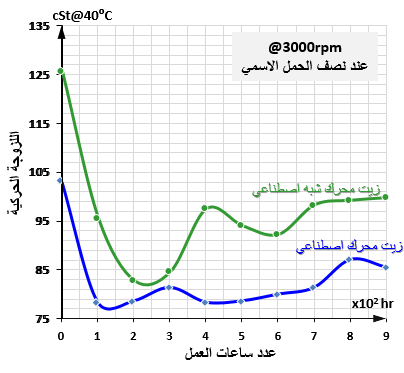 cSt@40°C
@3000rpm
عند نصف الحمل الاسمي
135
125
115
105
95
85
75
اللزوجة الحركية
زيت محرك شبه اصطناعي
زيت محرك اصطناعي
x10² hr
0 1 2 3 4 5 6 7 8 9
عدد ساعات العمل